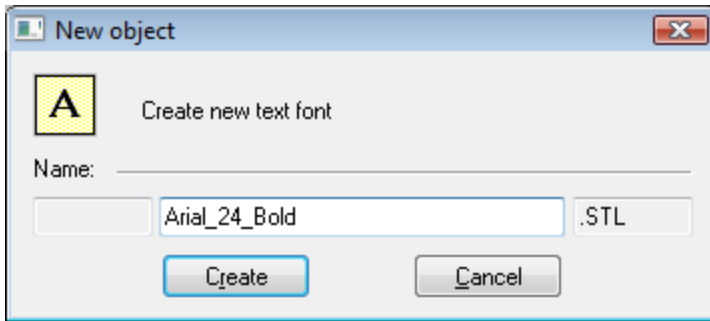 New object
A
Create new text font
Name:
Arial_24_Bold .STL
Create Cancel